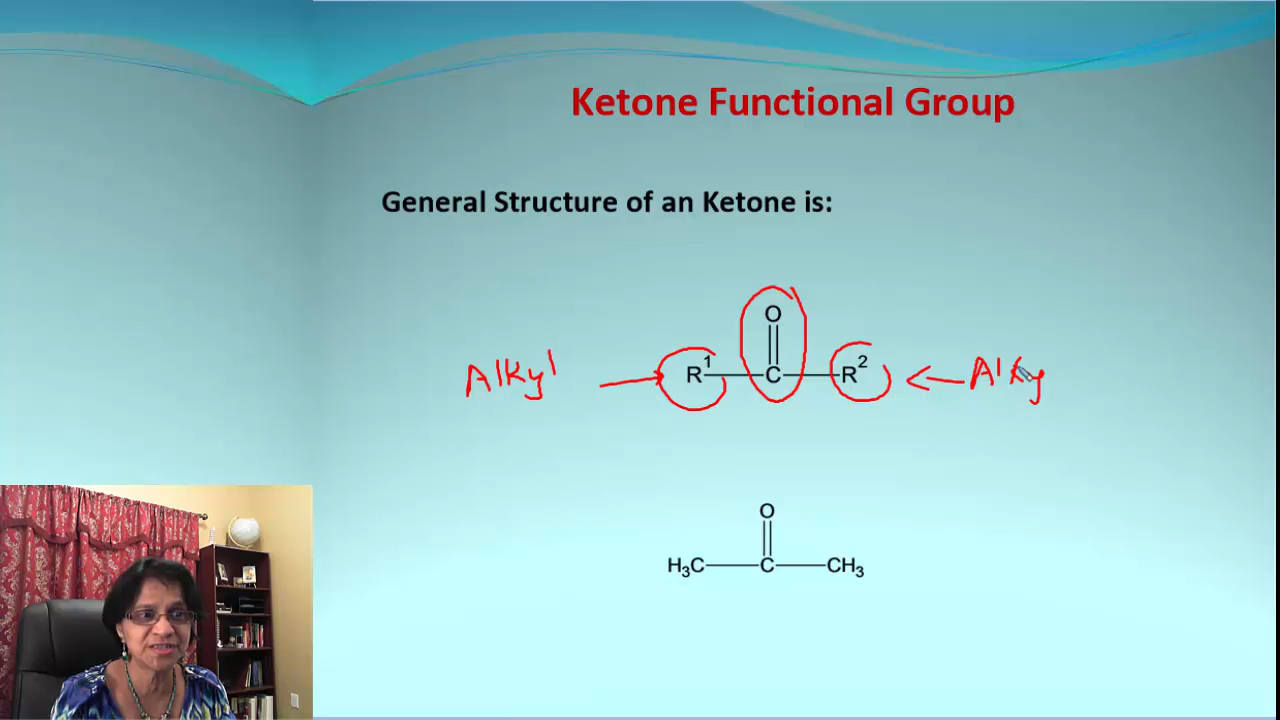 Ketone Functional Group
General Structure of an Ketone is:
O
Alkyl → R¹—C—R² ← Alky
O
H₃C—C—CH₃